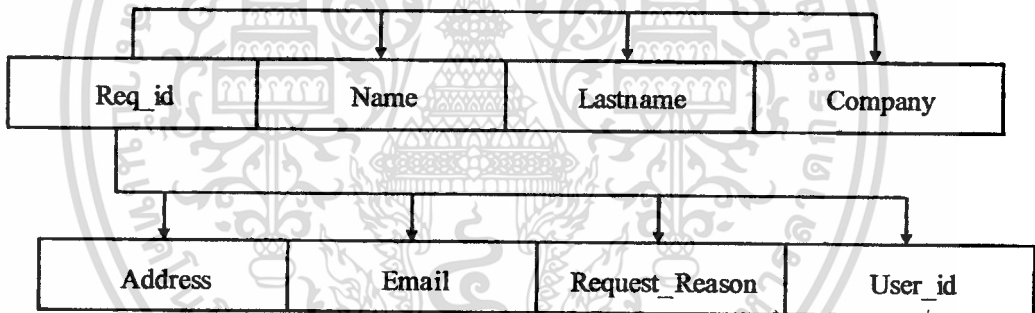 Req_id Name Lastname Company
Address Email Request_Reason User_id